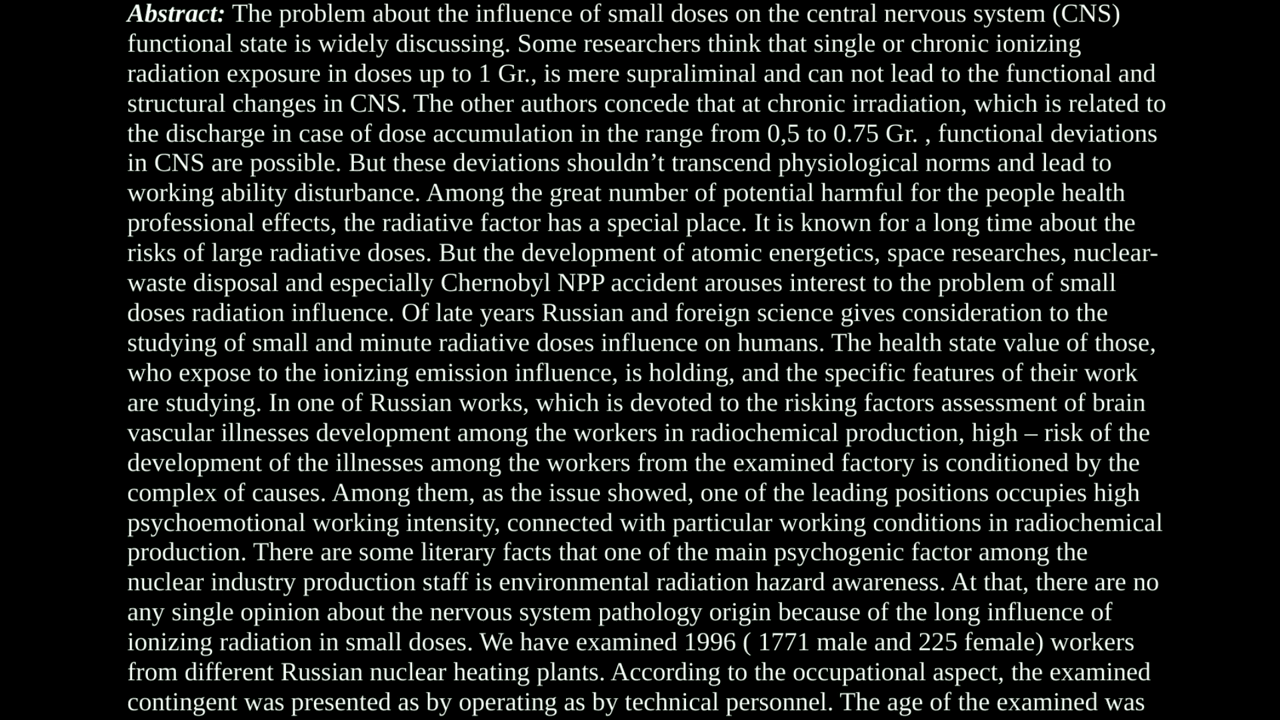 Abstract: The problem about the influence of small doses on the central nervous system (CNS)
functional state is widely discussing. Some researchers think that single or chronic ionizing
radiation exposure in doses up to 1 Gr., is mere supraliminal and can not lead to the functional and
structural changes in CNS. The other authors concede that at chronic irradiation, which is related to
the discharge in case of dose accumulation in the range from 0,5 to 0.75 Gr. , functional deviations
in CNS are possible. But these deviations shouldn’t transcend physiological norms and lead to
working ability disturbance. Among the great number of potential harmful for the people health
professional effects, the radiative factor has a special place. It is known for a long time about the
risks of large radiative doses. But the development of atomic energetics, space researches, nuclear-
waste disposal and especially Chernobyl NPP accident arouses interest to the problem of small
doses radiation influence. Of late years Russian and foreign science gives consideration to the
studying of small and minute radiative doses influence on humans. The health state value of those,
who expose to the ionizing emission influence, is holding, and the specific features of their work
are studying. In one of Russian works, which is devoted to the risking factors assessment of brain
vascular illnesses development among the workers in radiochemical production, high – risk of the
development of the illnesses among the workers from the examined factory is conditioned by the
complex of causes. Among them, as the issue showed, one of the leading positions occupies high
psychoemotional working intensity, connected with particular working conditions in radiochemical
production. There are some literary facts that one of the main psychogenic factor among the
nuclear industry production staff is environmental radiation hazard awareness. At that, there are no
any single opinion about the nervous system pathology origin because of the long influence of
ionizing radiation in small doses. We have examined 1996 ( 1771 male and 225 female) workers
from different Russian nuclear heating plants. According to the occupational aspect, the examined
contingent was presented as by operating as by technical personnel. The age of the examined was